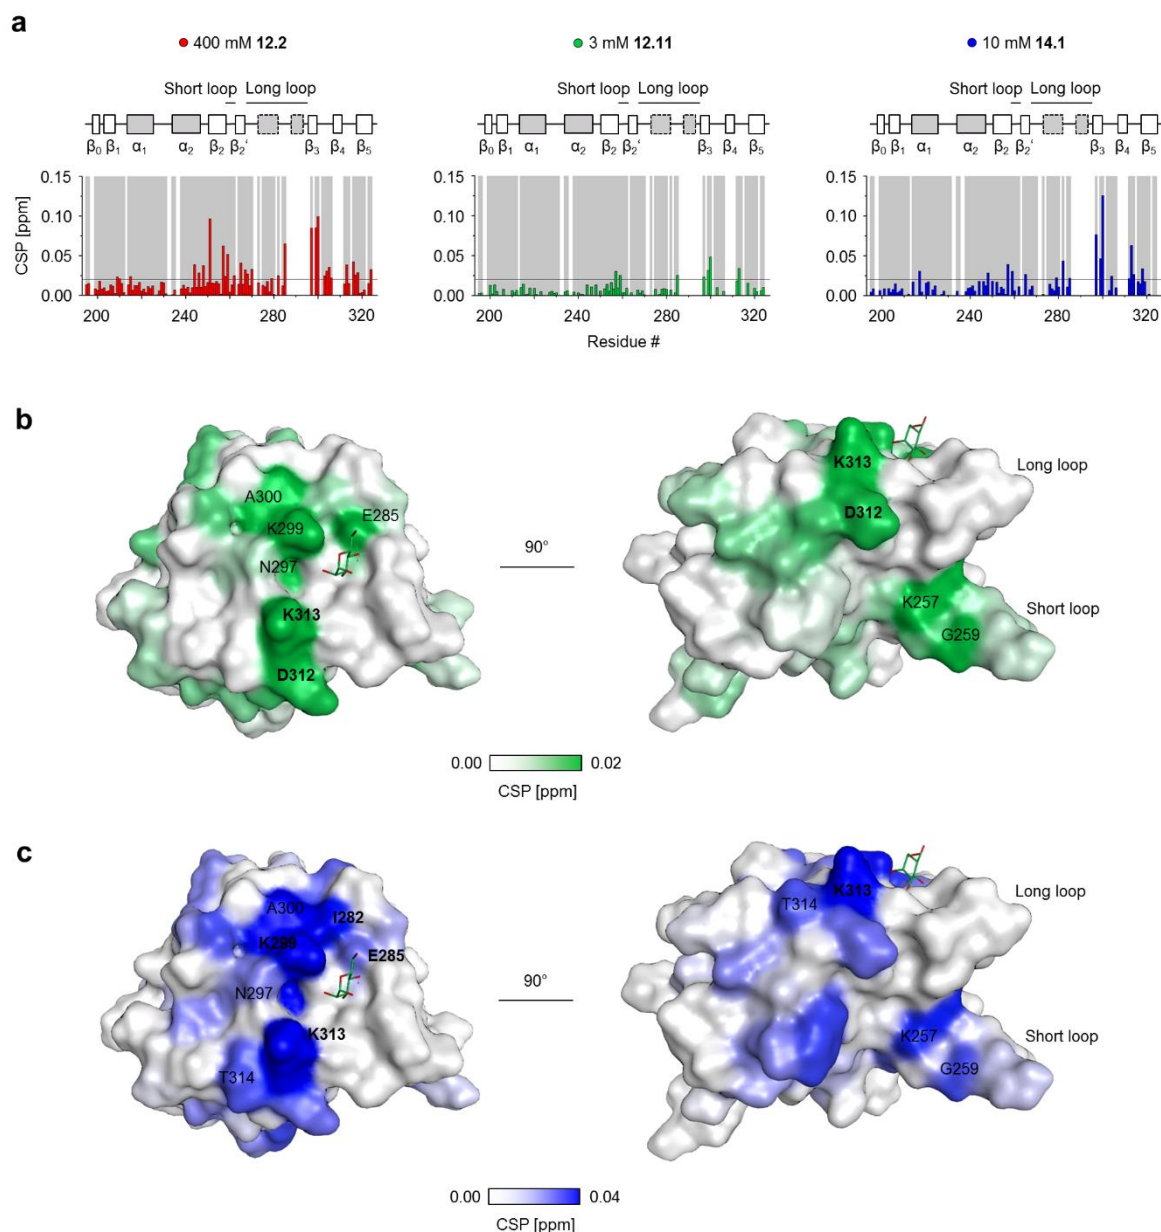 a
400 mM 12.2
3 mM 12.11
10 mM 14.1
Short loop Long loop
Short loop Long loop
Short loop Long loop
β0 β1 α1 α2 β2 β2' β3 β4 β5
β0 β1 α1 α2 β2 β2' β3 β4 β5
β0 β1 α1 α2 β2 β2' β3 β4 β5
CSP [ppm]
0.15
0.10
0.05
0.00
200 240 280 320
0.15
0.10
0.05
0.00
200 240 280 320
0.15
0.10
0.05
0.00
200 240 280 320
Residue #
b
A300
K299
E285
N297
K313
D312
90°
K313
D312
K257
G259
Long loop
Short loop
0.00 0.02
CSP [ppm]
c
A300
I282
K299
E285
N297
K313
T314
90°
K313
T314
K257
G259
Long loop
Short loop
0.00 0.04
CSP [ppm]